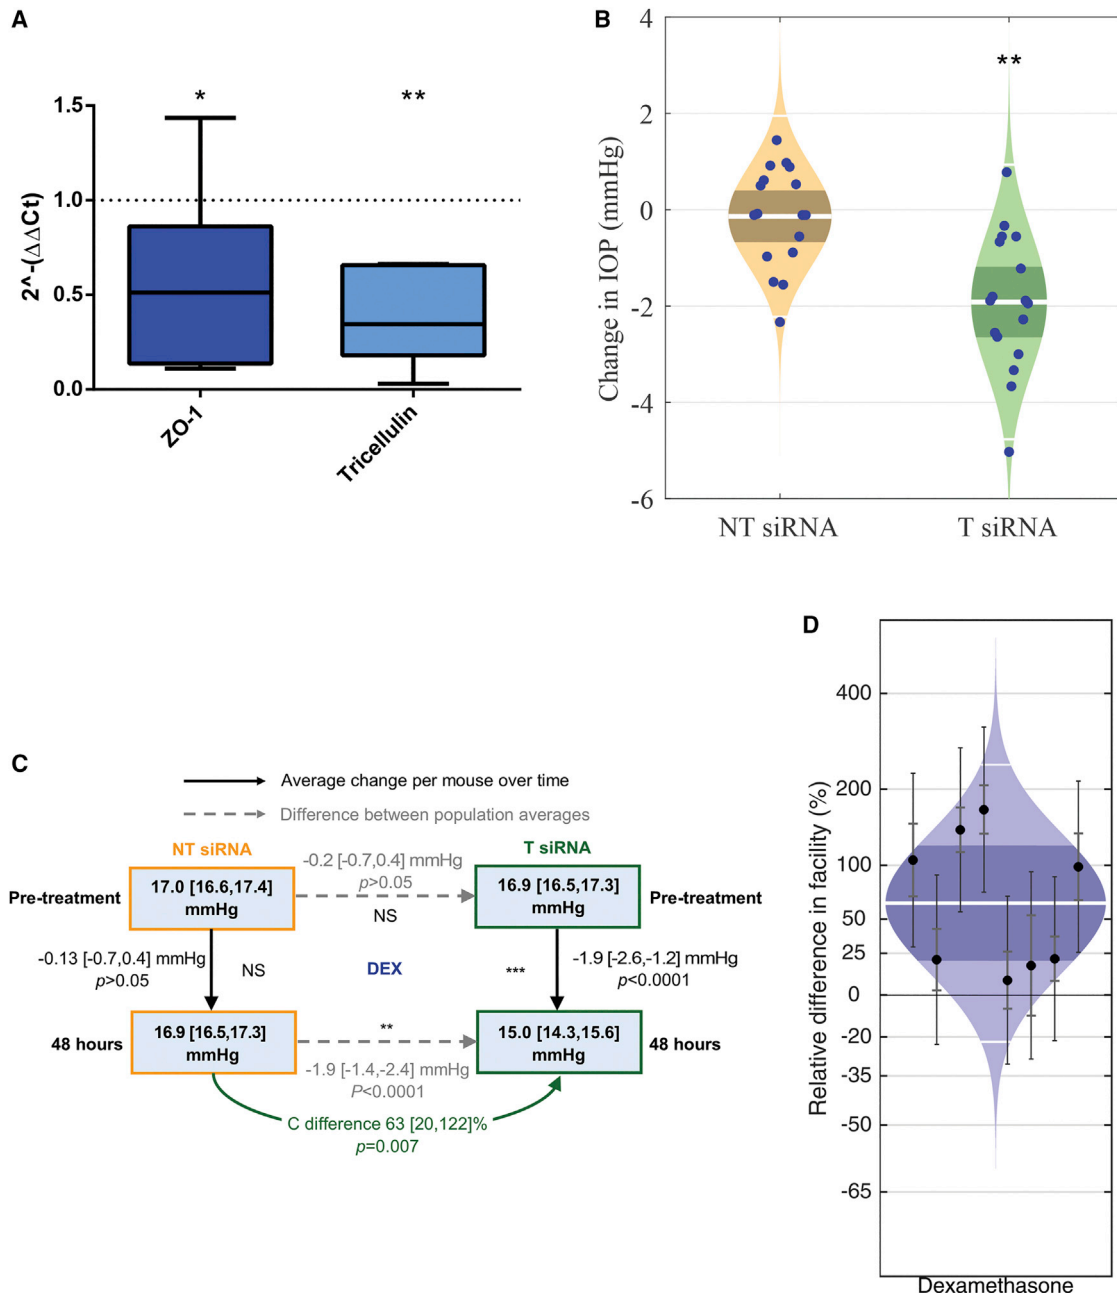 A
2^-(ΔΔCt)
1.5
1.0
0.5
0.0
*
**
ZO-1
Tricellulin
B
Change in IOP (mmHg)
4
2
0
-2
-4
-6
**
NT siRNA
T siRNA
C
Average change per mouse over time
Difference between population averages
NT siRNA
T siRNA
Pre-treatment
17.0 [16.6,17.4]
mmHg
-0.2 [-0.7,0.4] mmHg
p>0.05
NS
16.9 [16.5,17.3]
mmHg
Pre-treatment
-0.13 [-0.7,0.4] mmHg
p>0.05
NS
DEX
***
-1.9 [-2.6,-1.2] mmHg
p<0.0001
48 hours
16.9 [16.5,17.3]
mmHg
**
-1.9 [-1.4,-2.4] mmHg
P<0.0001
15.0 [14.3,15.6]
mmHg
48 hours
C difference 63 [20,122]%
p=0.007
D
Relative difference in facility (%)
400
200
100
50
25
0
-20
-35
-50
-65
Dexamethasone